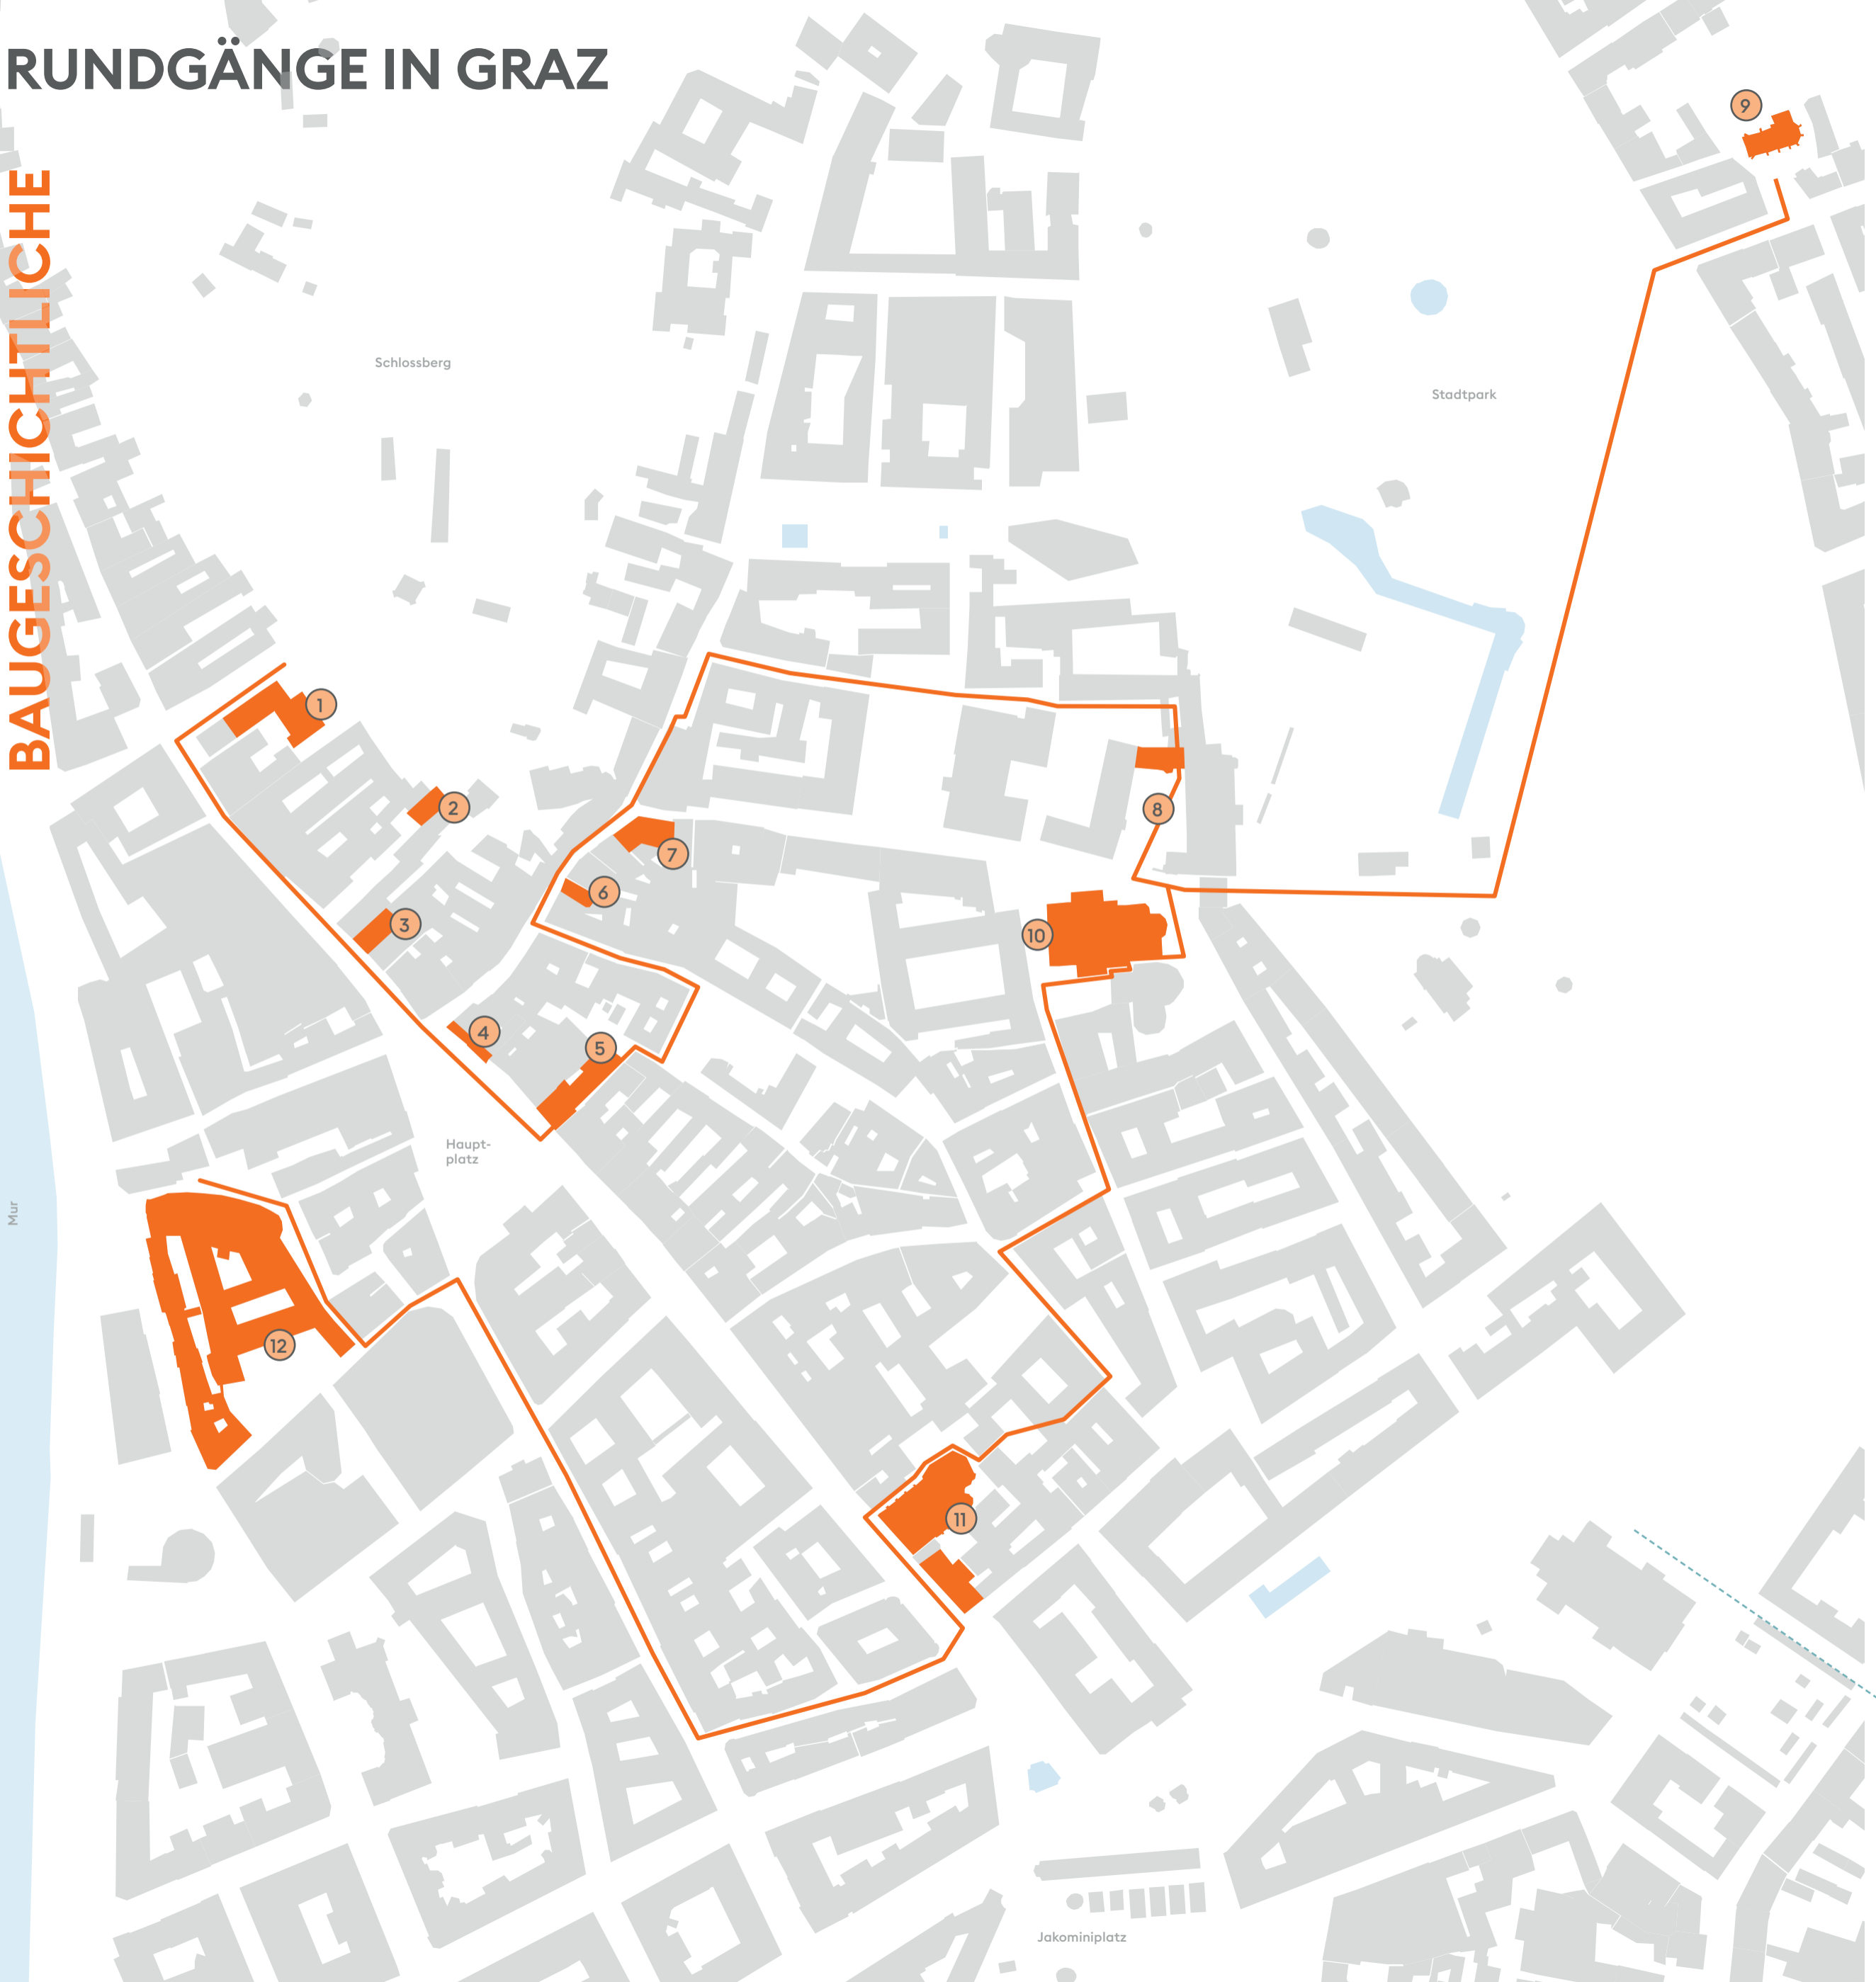 RUNDGÄNGE IN GRAZ
BAUGESCHICHTLICHE
9
Schlossberg
Stadtpark
1
2
8
7
6
3
10
4
5
Haupt-
platz
Mur
12
11
Jakominiplatz